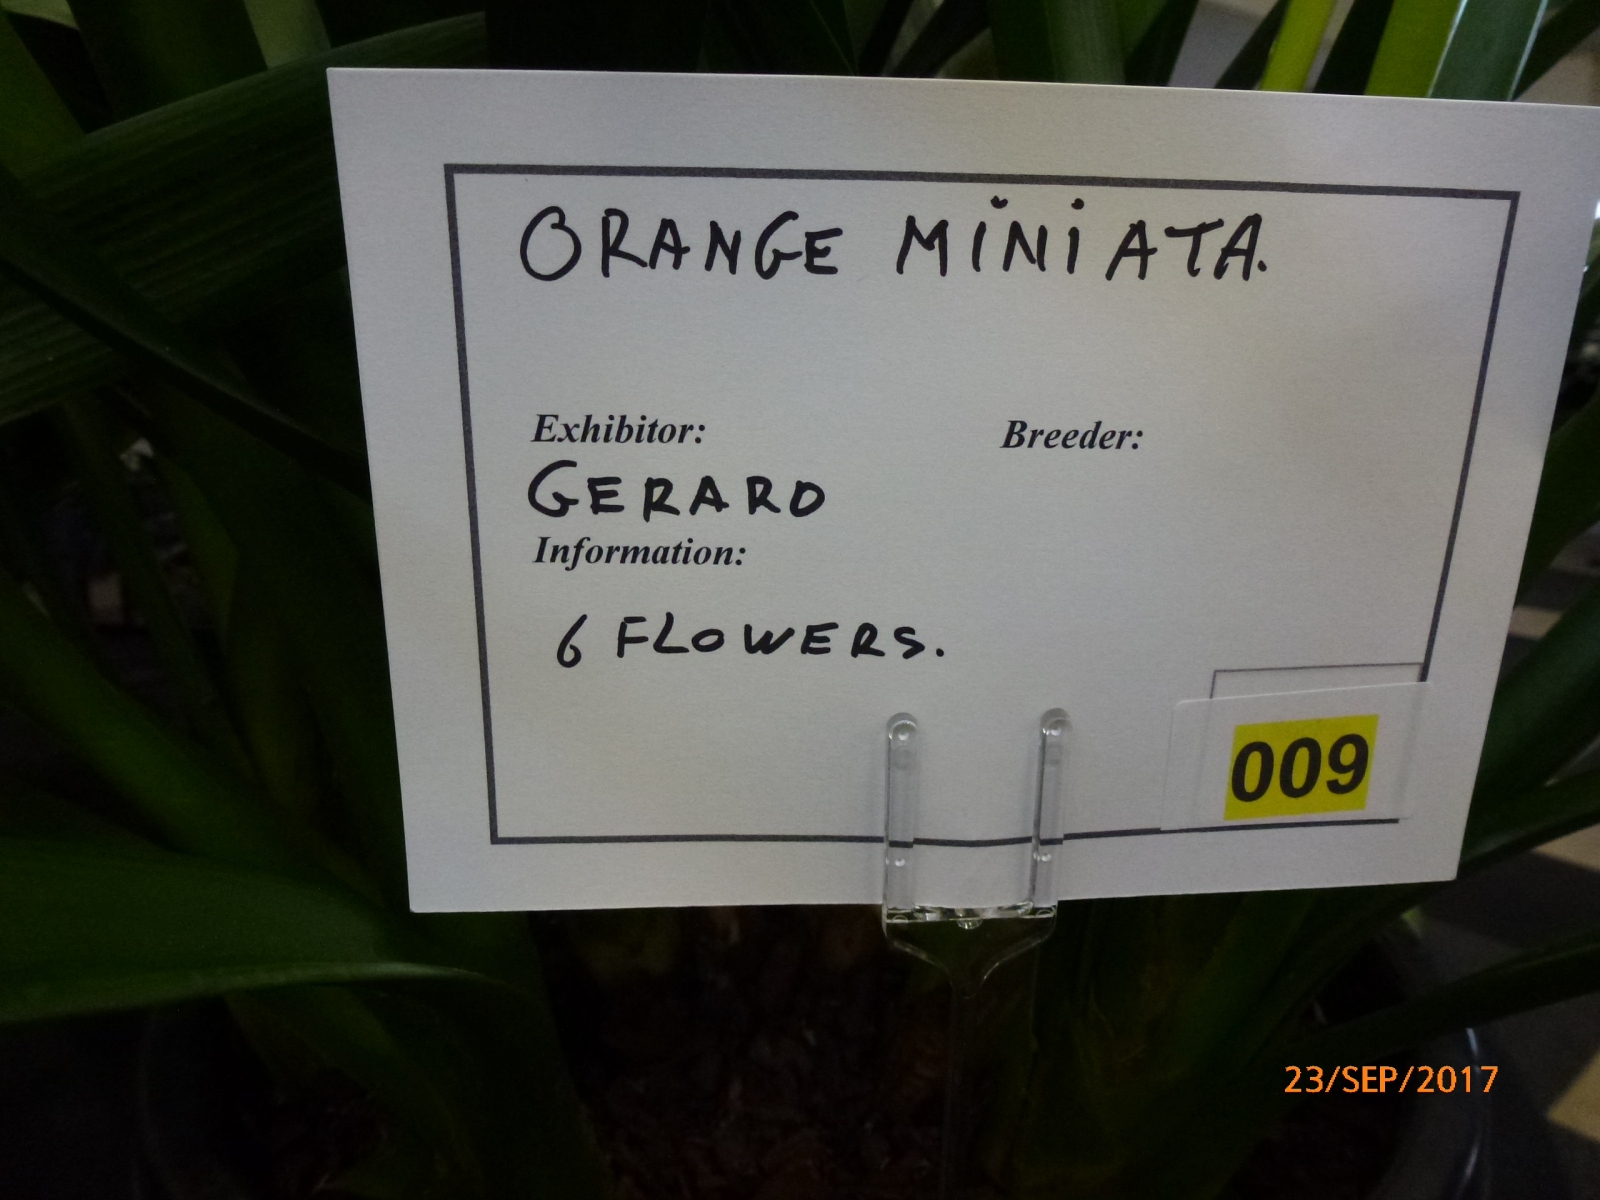 ORANGE MINIATA.
Exhibitor: Breeder:
GERARD
Information:
6 FLOWERS.
009
23/SEP/2017